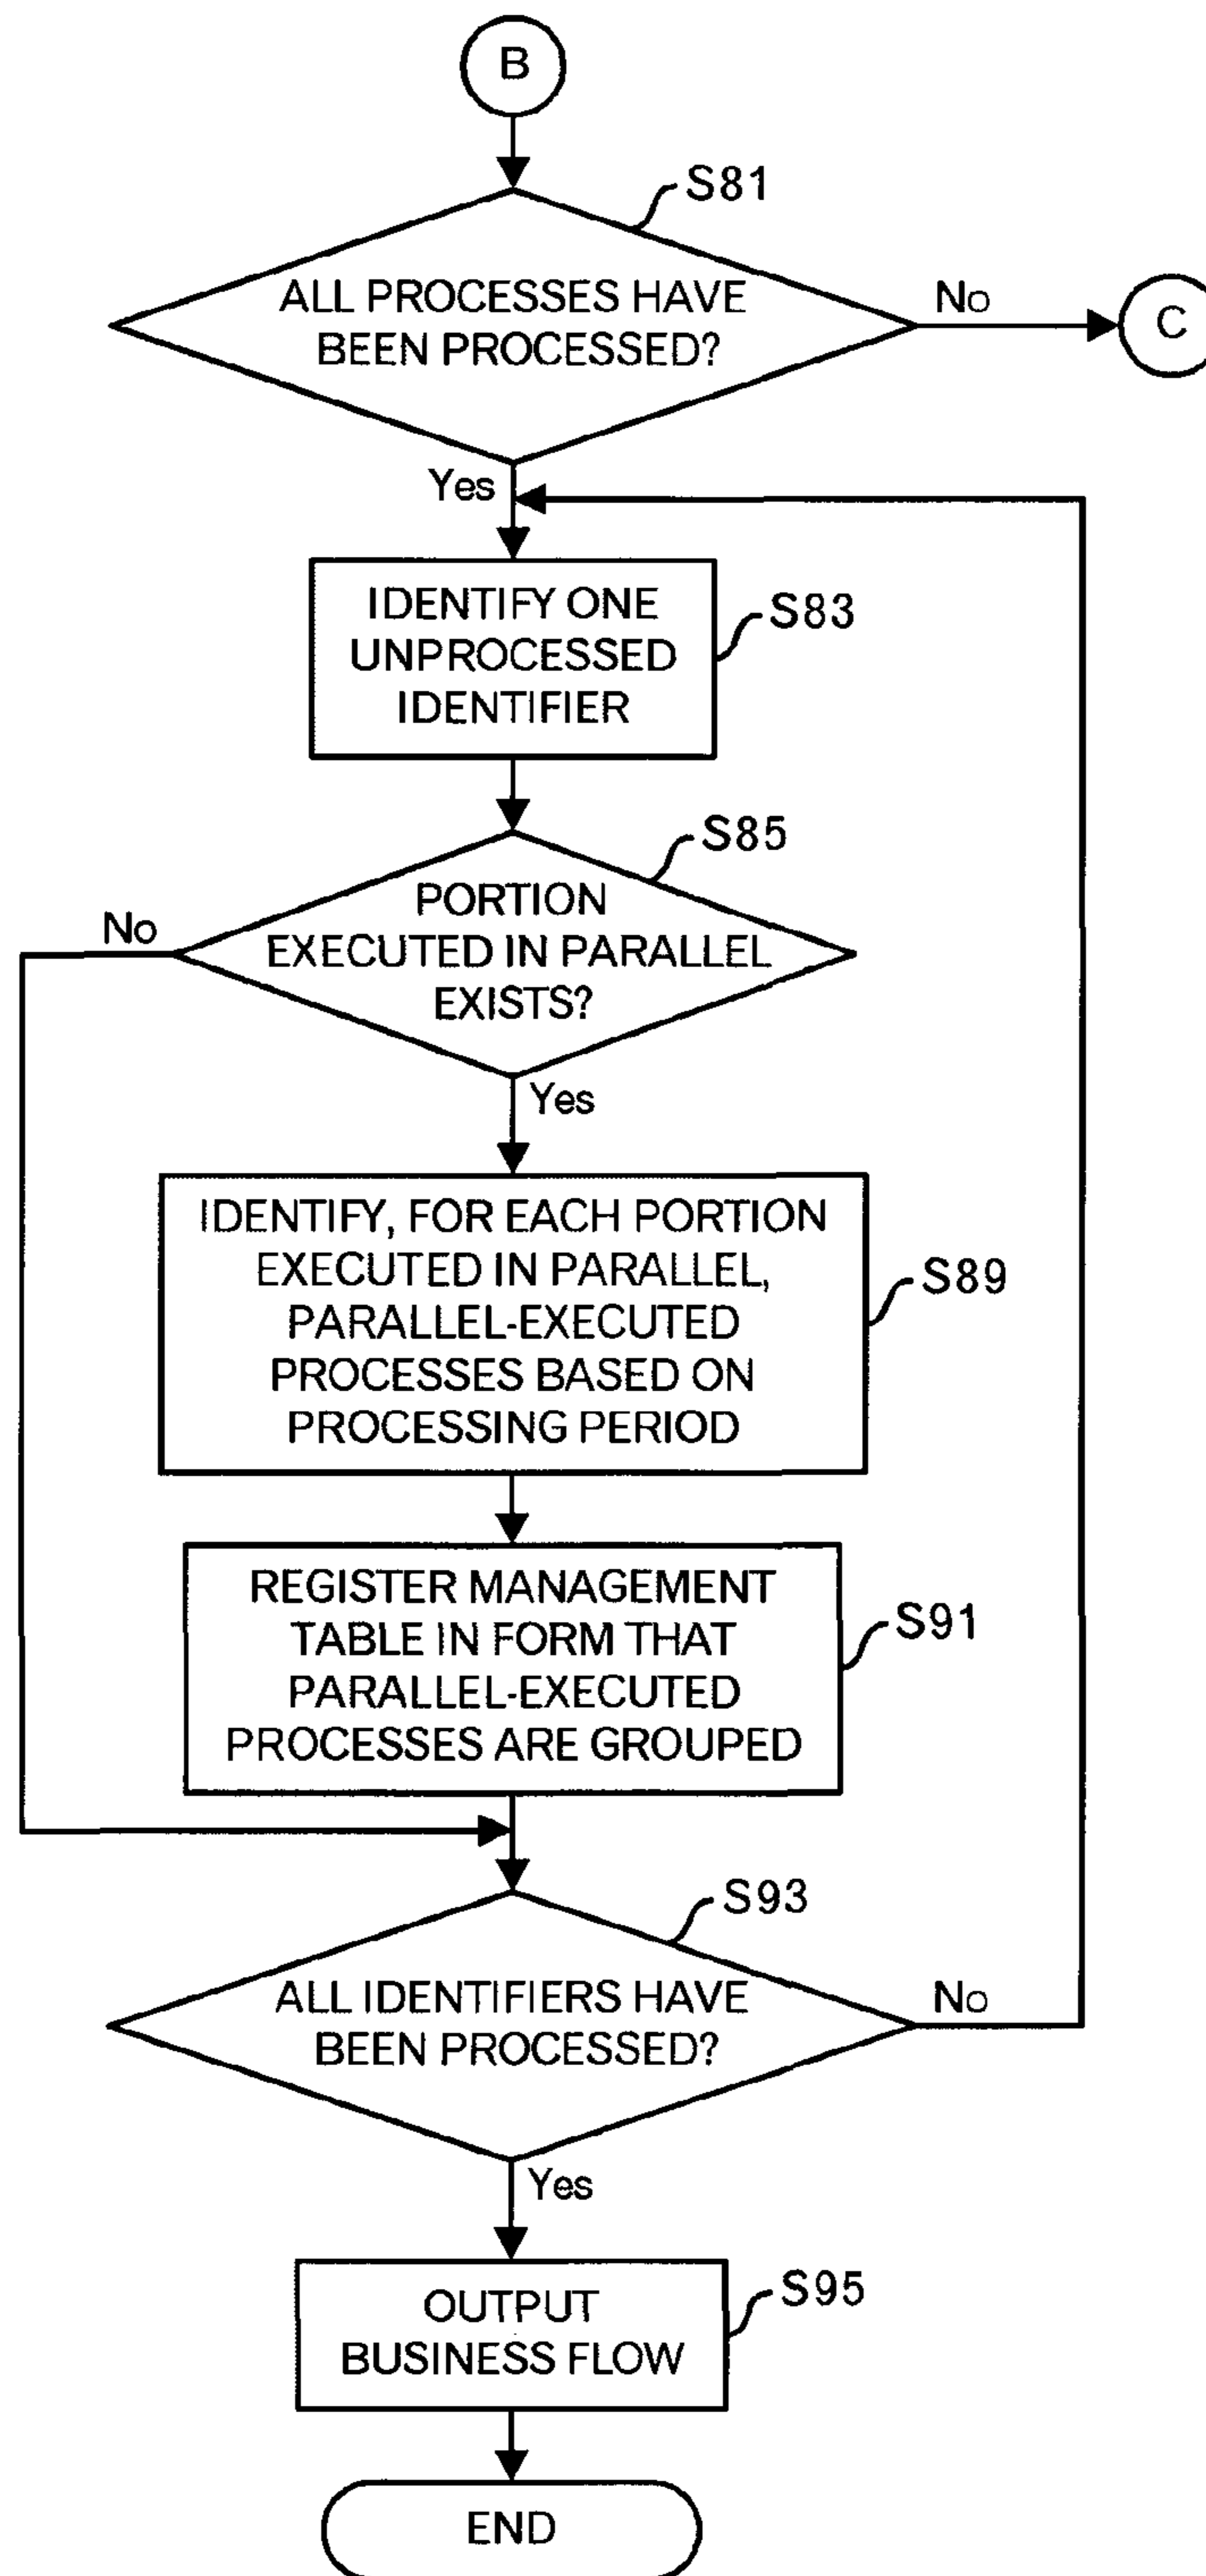 B
S81
ALL PROCESSES HAVE
BEEN PROCESSED?
No
C
Yes
IDENTIFY ONE
UNPROCESSED
IDENTIFIER
S83
S85
PORTION
EXECUTED IN PARALLEL
EXISTS?
No
Yes
IDENTIFY, FOR EACH PORTION
EXECUTED IN PARALLEL,
PARALLEL-EXECUTED
PROCESSES BASED ON
PROCESSING PERIOD
S89
REGISTER MANAGEMENT
TABLE IN FORM THAT
PARALLEL-EXECUTED
PROCESSES ARE GROUPED
S91
S93
ALL IDENTIFIERS HAVE
BEEN PROCESSED?
No
Yes
OUTPUT
BUSINESS FLOW
S95
END